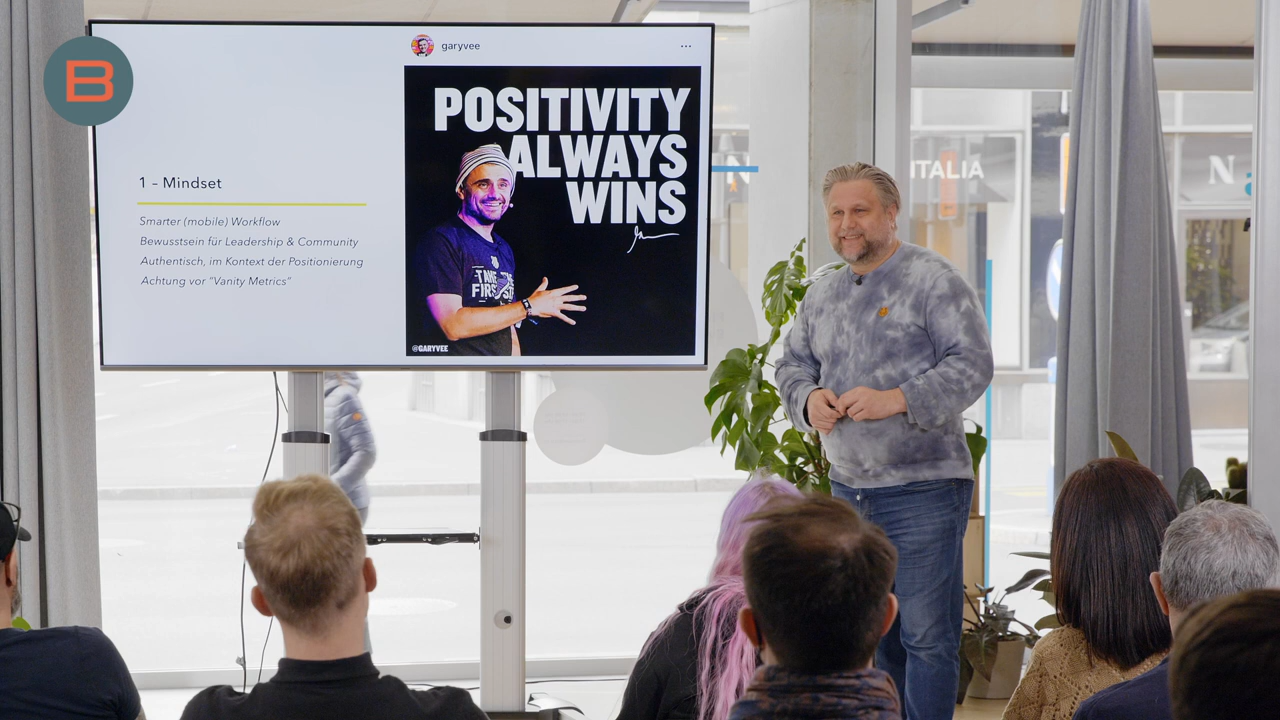 B
garyvee
POSITIVITY
ALWAYS
WINS
1 – Mindset
Smarter (mobile) Workflow
Bewusstsein für Leadership & Community
Authentisch, im Kontext der Positionierung
Achtung vor "Vanity Metrics"
@GARYVEE
ITALIA
N
N